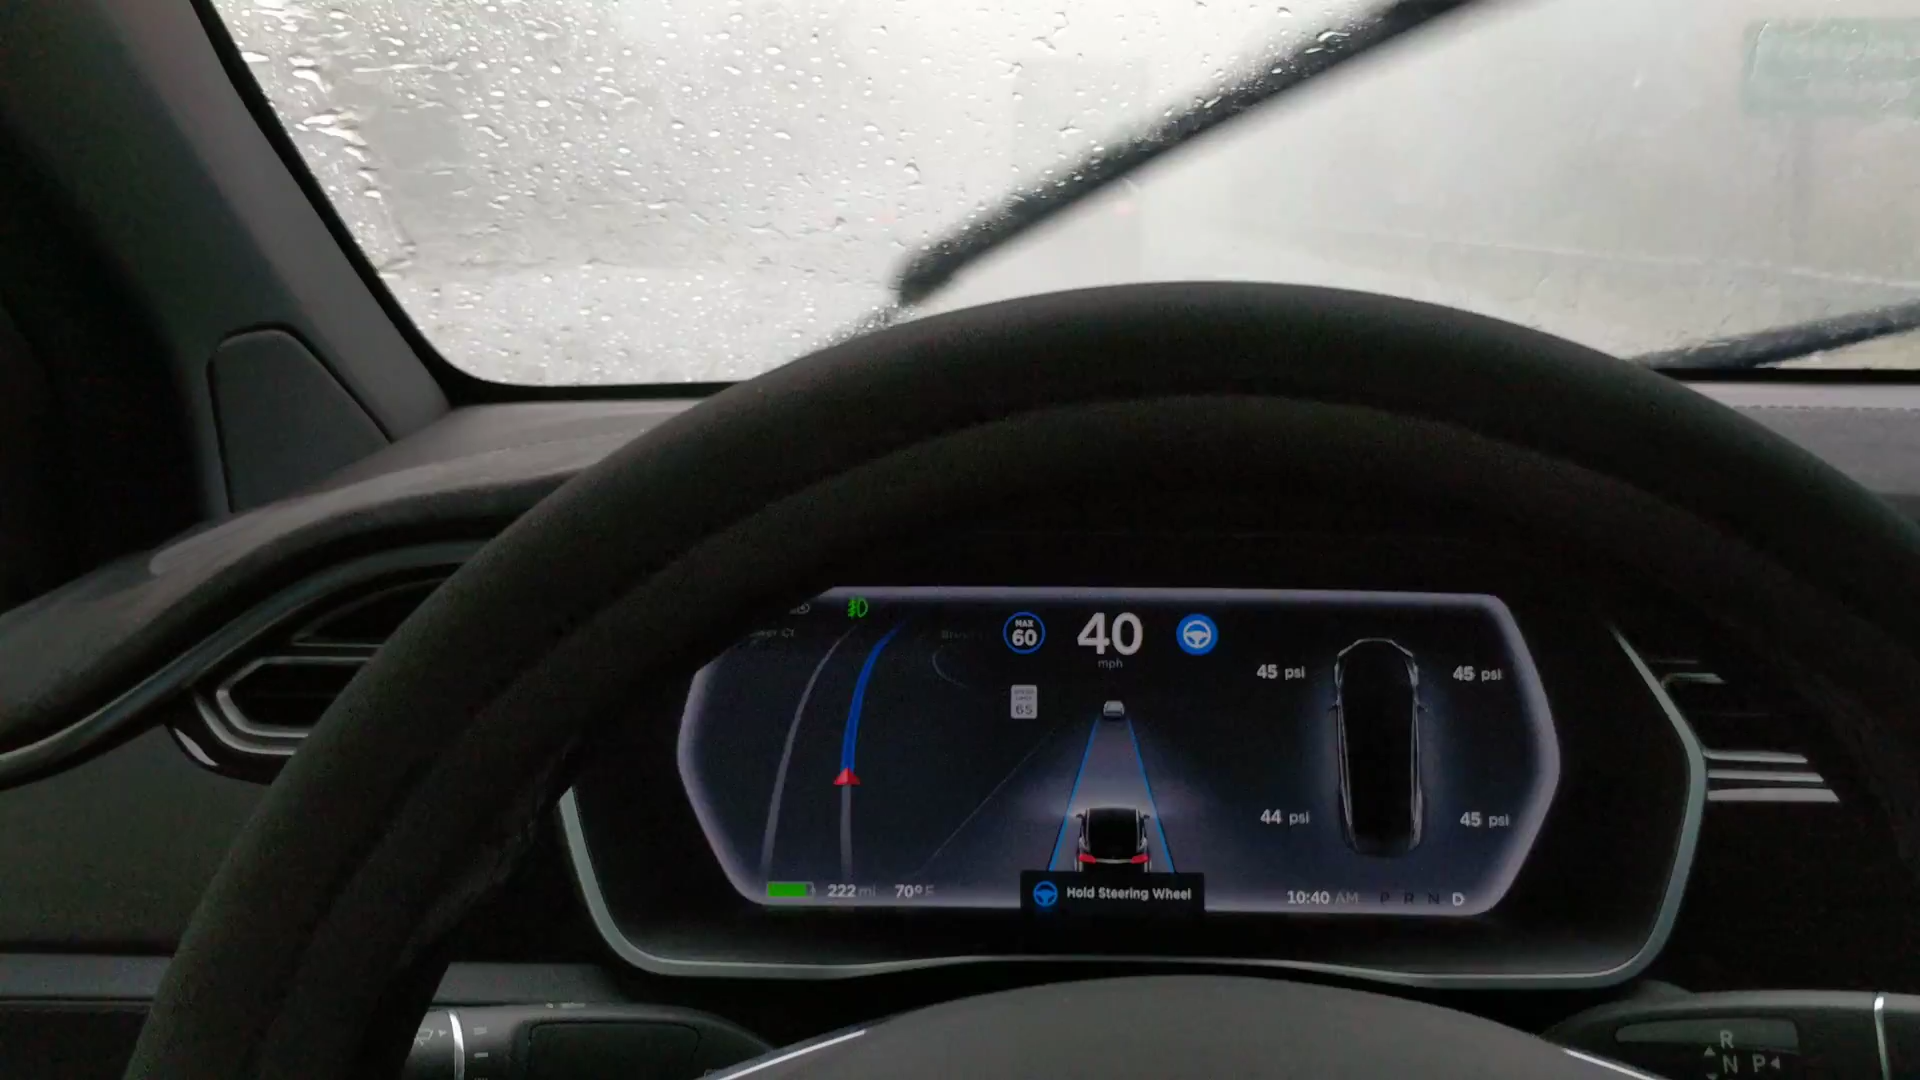 MAX
60
40
mph
45 psi
45 psi
65
44 psi
45 psi
222 mi
70° F
Hold Steering Wheel
10:40 AM
P R N D
R
N P